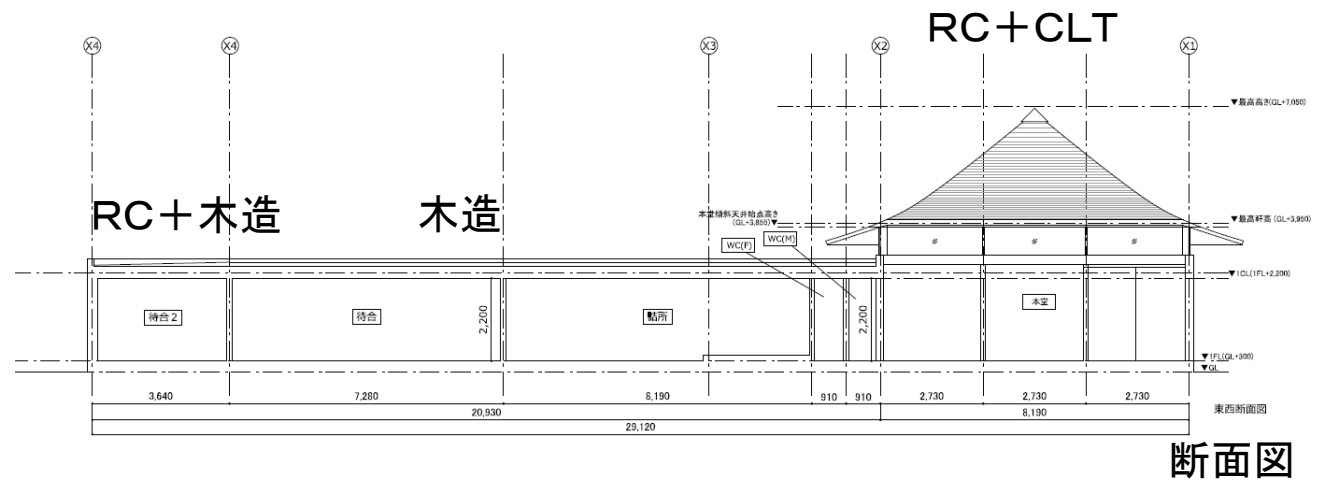 RC+CLT
X4
X4
X3
X2
X1
▼最高高さ(GL+7,050)
RC+木造
木造
本堂傾斜天井始点高さ
(GL+3,855)▼
▼最高軒高 (GL+3,950)
WC(F)
WC(M)
▼1CL(1FL+2,200)
待合2
待合
2,200
詰所
2,200
本堂
▼1FL(GL+300)
▼GL
3,640
7,280
8,190
910
910
2,730
2,730
2,730
20,930
8,190
東西断面図
29,120
断面図